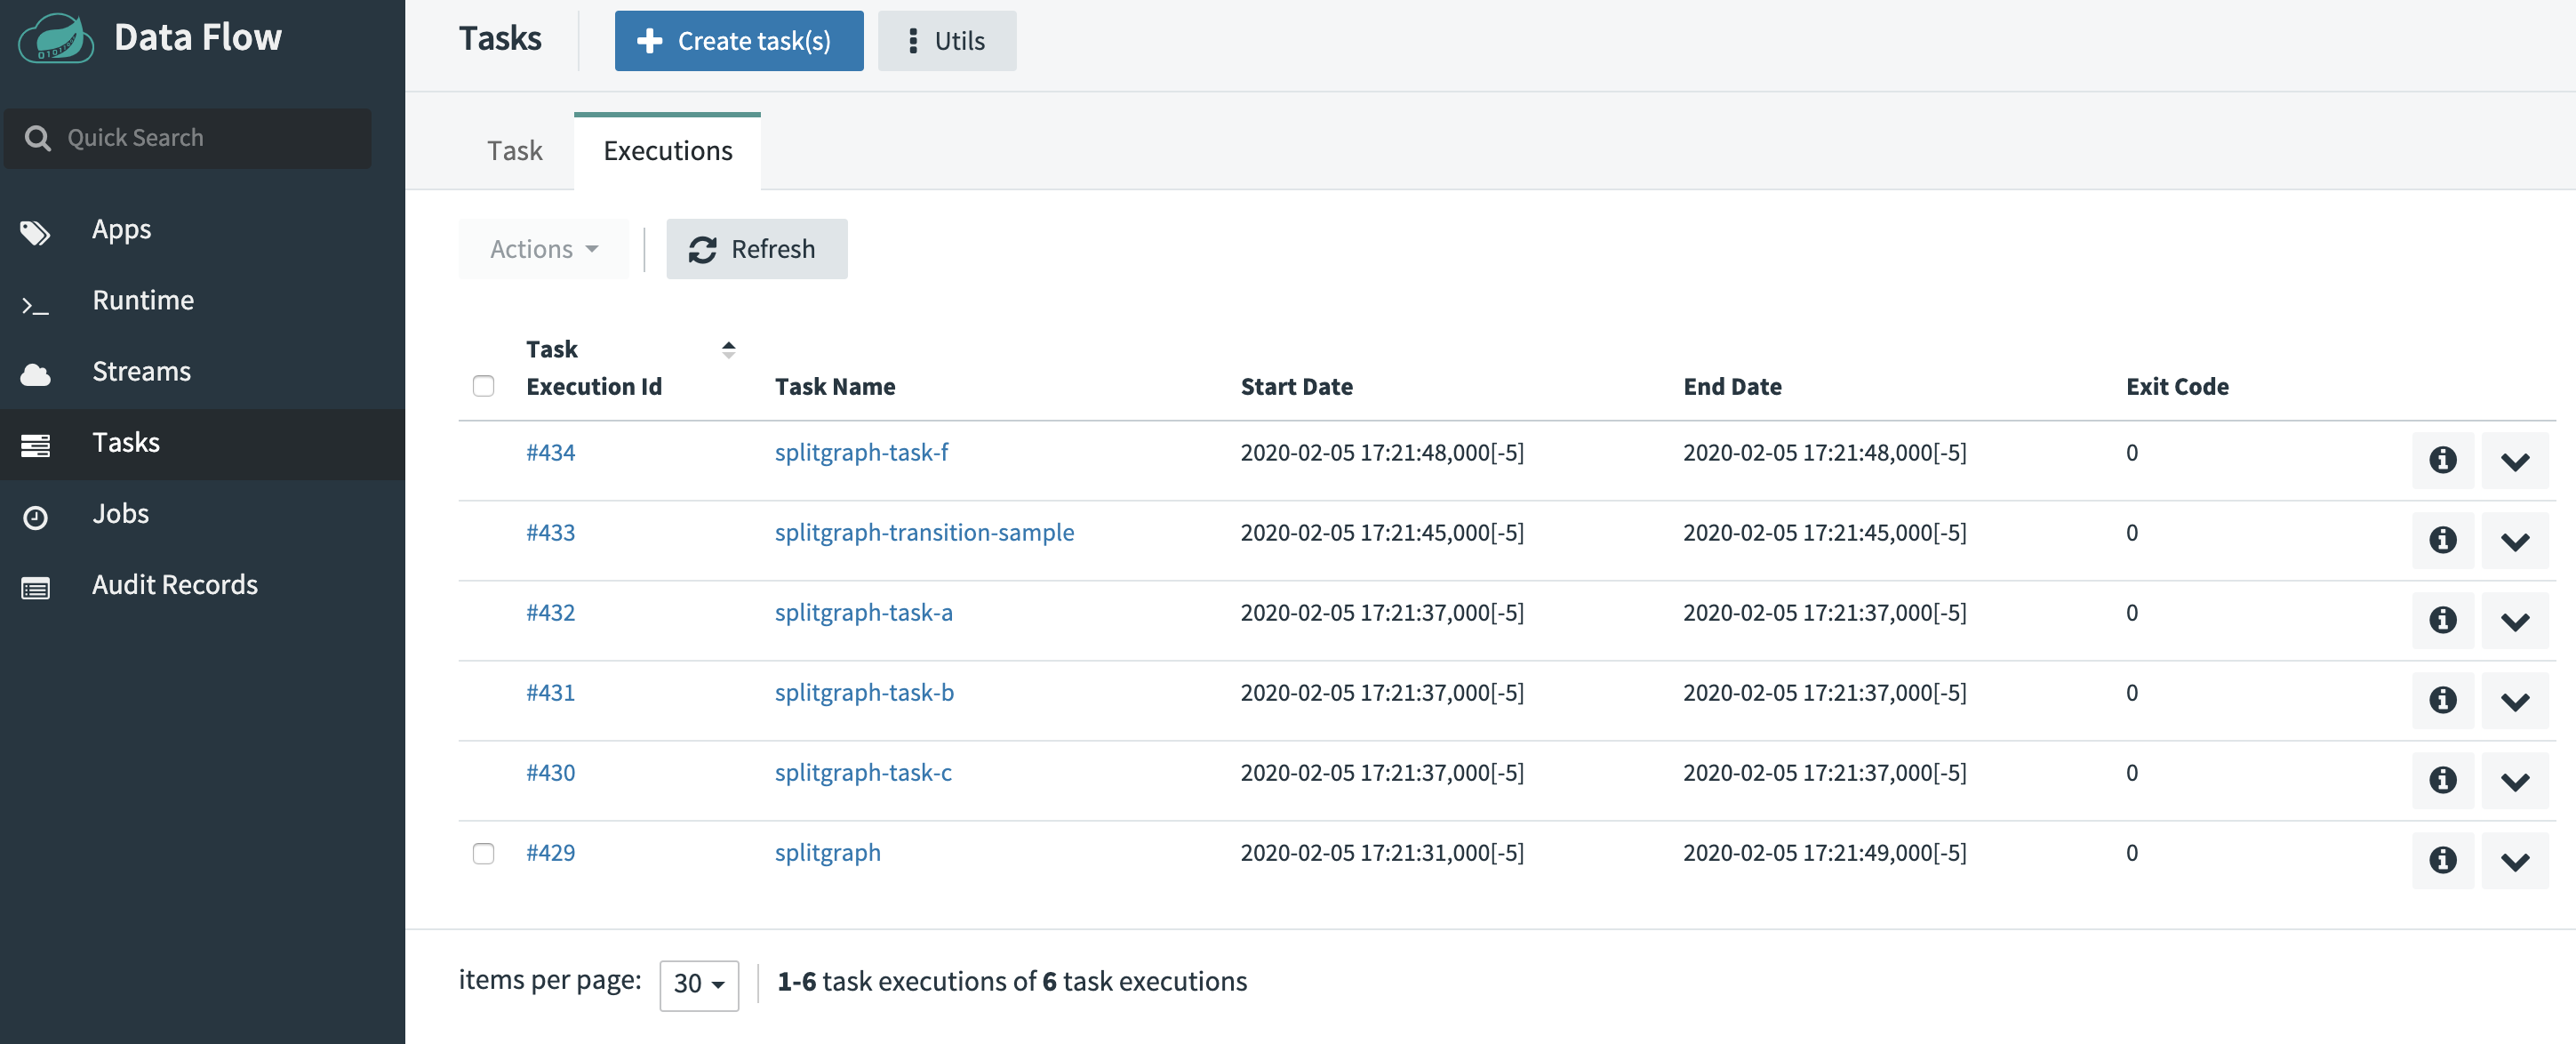 Data Flow
Quick Search
Apps
Runtime
Streams
Tasks
Jobs
Audit Records
Tasks
Create task(s)
Utils
Task
Executions
Actions
Refresh
Task
Execution Id Task Name Start Date End Date Exit Code
#434 splitgraph-task-f 2020-02-05 17:21:48,000[-5] 2020-02-05 17:21:48,000[-5] 0
#433 splitgraph-transition-sample 2020-02-05 17:21:45,000[-5] 2020-02-05 17:21:45,000[-5] 0
#432 splitgraph-task-a 2020-02-05 17:21:37,000[-5] 2020-02-05 17:21:37,000[-5] 0
#431 splitgraph-task-b 2020-02-05 17:21:37,000[-5] 2020-02-05 17:21:37,000[-5] 0
#430 splitgraph-task-c 2020-02-05 17:21:37,000[-5] 2020-02-05 17:21:37,000[-5] 0
#429 splitgraph 2020-02-05 17:21:31,000[-5] 2020-02-05 17:21:49,000[-5] 0
items per page: 30 1-6 task executions of 6 task executions